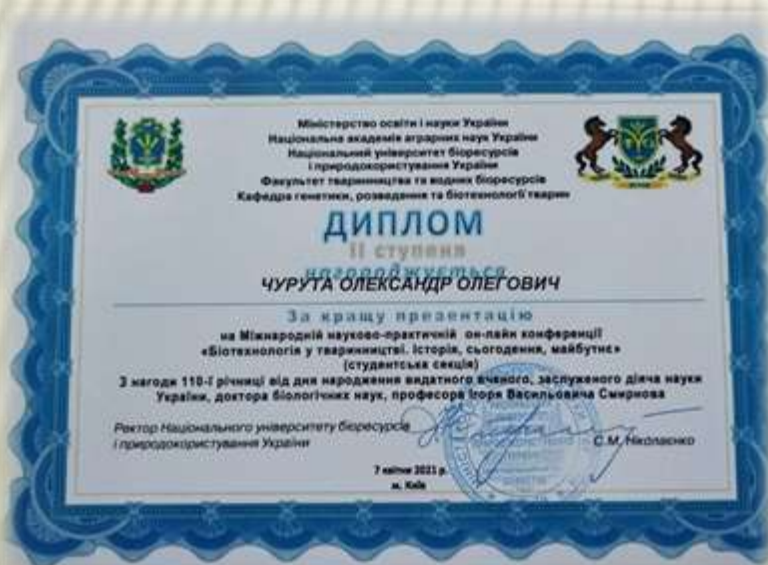 Міністерство освіти і науки України
Національна академія аграрних наук України
Національний університет біоресурсів
і природокористування України
Факультет тваринництва та водних біоресурсів
Кафедра генетики, розведення та біотехнології тварин
ДИПЛОМ
ІІ ступеня
нагороджується
ЧУРУТА ОЛЕКСАНДР ОЛЕГОВИЧ
За кращу презентацію
на Міжнародній науково-практичній он-лайн конференції
«Біотехнологія у тваринництві. Історія, сьогодення, майбутнє»
(студентська секція)
З нагоди 110-ї річниці від дня народження видатного вченого, заслуженого діяча науки
України, доктора біологічних наук, професора Ігоря Васильовича Смирнова
Ректор Національного університету біоресурсів
і природокористування України
С.М. Ніколаєнко
7 квітня 2021 р.
м. Київ